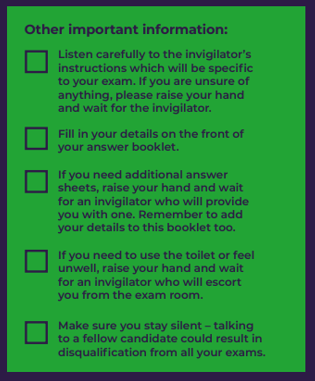 Other important information:
Listen carefully to the invigilator's
instructions which will be specific
to your exam. If you are unsure of
anything, please raise your hand
and wait for the invigilator.
Fill in your details on the front of
your answer booklet.
If you need additional answer
sheets, raise your hand and wait
for an invigilator who will provide
you with one. Remember to add
your details to this booklet too.
If you need to use the toilet or feel
unwell, raise your hand and wait
for an invigilator who will escort
you from the exam room.
Make sure you stay silent – talking
to a fellow candidate could result in
disqualification from all your exams.